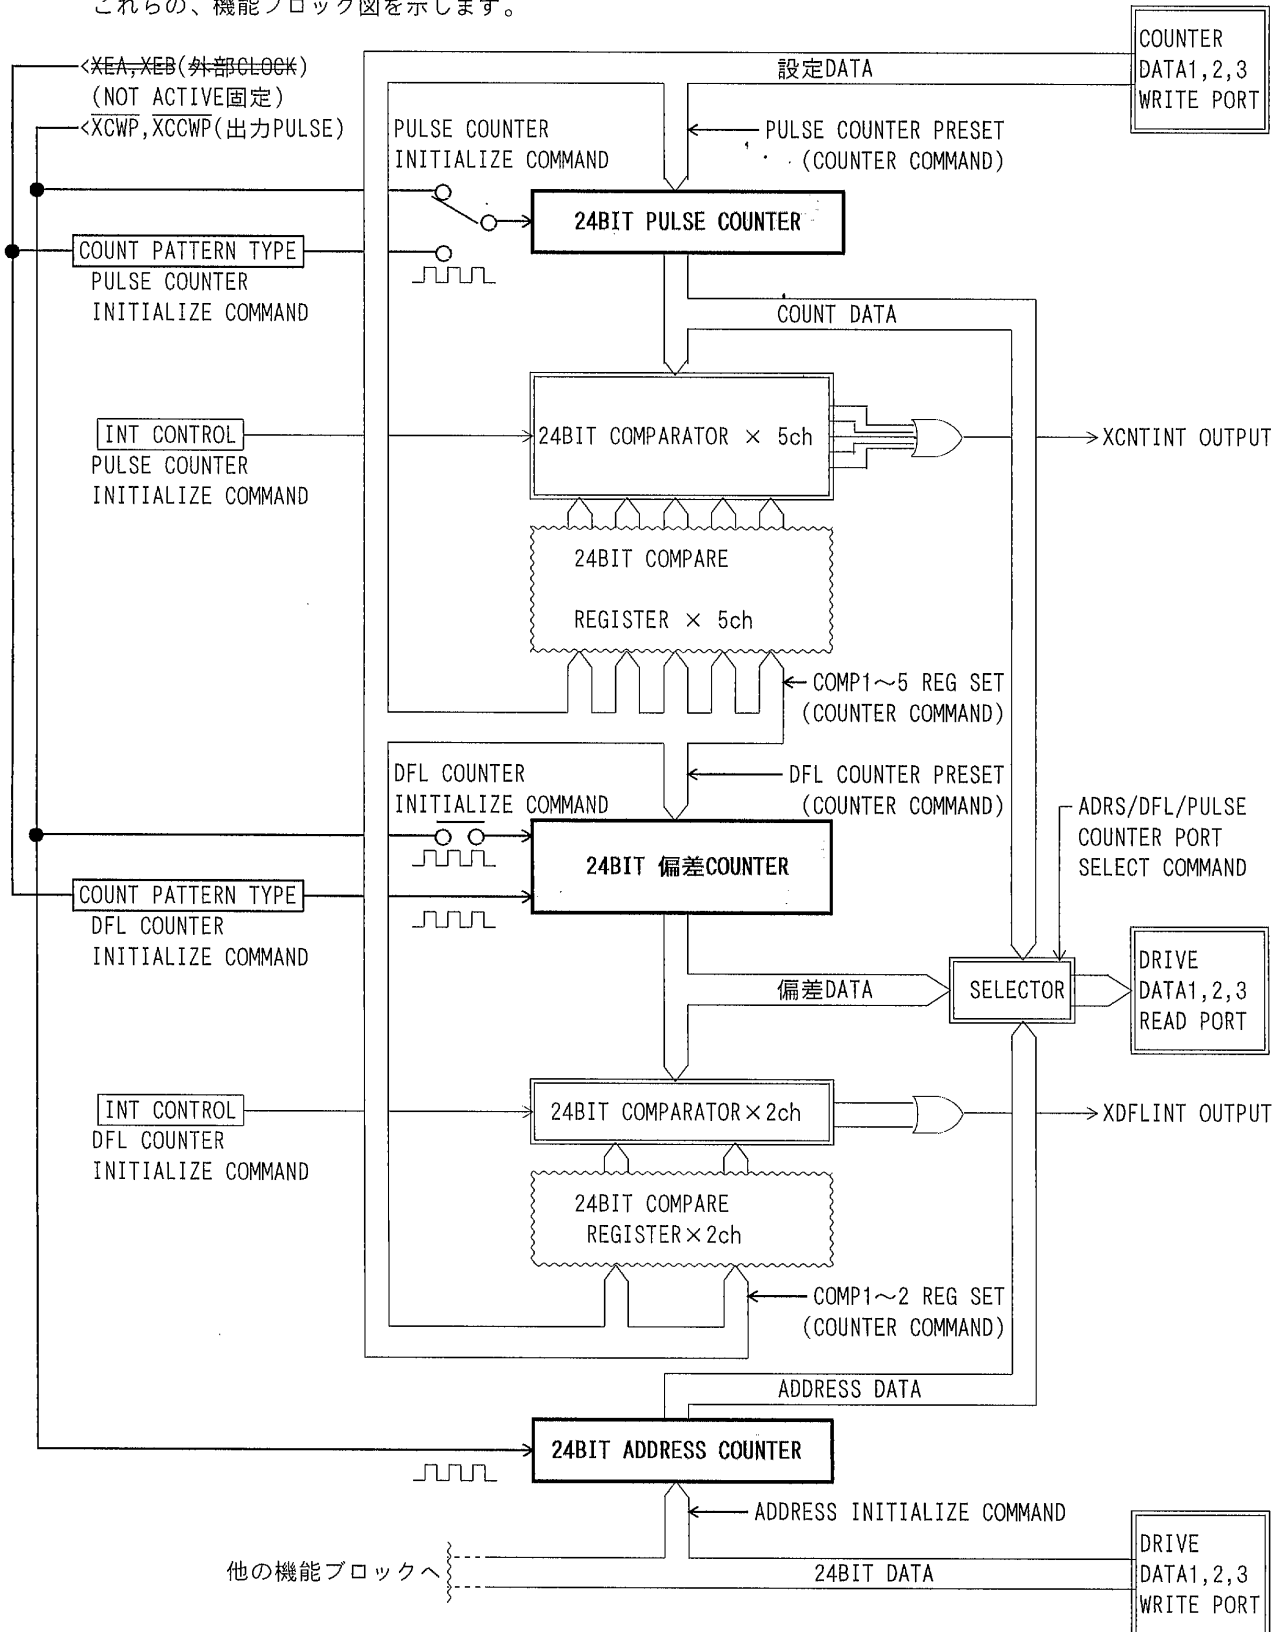 これらの、機能ブロック図を示します。
COUNTER
DATA1,2,3
WRITE PORT
<XEA,XEB(外部CLOCK)
(NOT ACTIVE固定)
<XCWP,XCCWP(出力PULSE)
設定DATA
PULSE COUNTER
INITIALIZE COMMAND
PULSE COUNTER PRESET
(COUNTER COMMAND)
24BIT PULSE COUNTER
COUNT PATTERN TYPE
PULSE COUNTER
INITIALIZE COMMAND
COUNT DATA
INT CONTROL
PULSE COUNTER
INITIALIZE COMMAND
24BIT COMPARATOR × 5ch
XCNTINT OUTPUT
24BIT COMPARE
REGISTER × 5ch
COMP1～5 REG SET
(COUNTER COMMAND)
DFL COUNTER
INITIALIZE COMMAND
DFL COUNTER PRESET
(COUNTER COMMAND)
ADRS/DFL/PULSE
COUNTER PORT
SELECT COMMAND
24BIT 偏差COUNTER
COUNT PATTERN TYPE
DFL COUNTER
INITIALIZE COMMAND
偏差DATA
SELECTOR
DRIVE
DATA1,2,3
READ PORT
INT CONTROL
DFL COUNTER
INITIALIZE COMMAND
24BIT COMPARATOR×2ch
XDFLINT OUTPUT
24BIT COMPARE
REGISTER×2ch
COMP1～2 REG SET
(COUNTER COMMAND)
ADDRESS DATA
24BIT ADDRESS COUNTER
ADDRESS INITIALIZE COMMAND
他の機能ブロックへ
24BIT DATA
DRIVE
DATA1,2,3
WRITE PORT